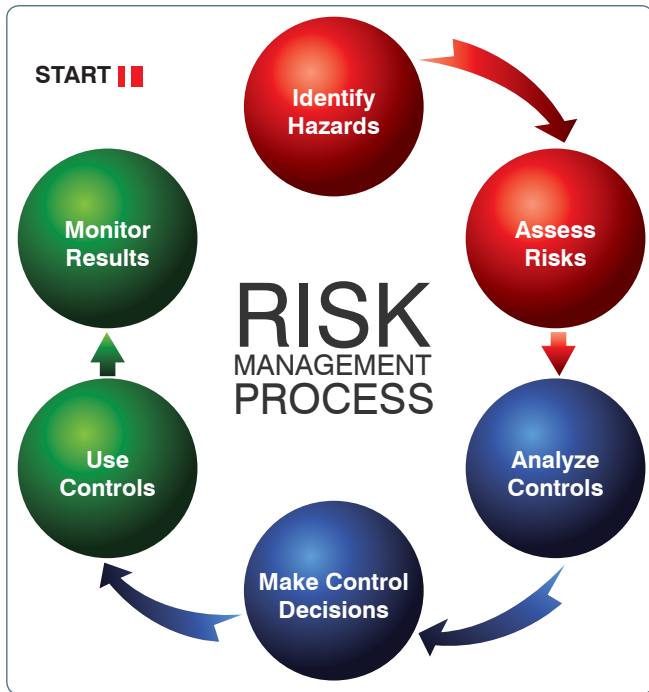 START
Identify
Hazards
Assess
Risks
Analyze
Controls
Make Control
Decisions
Use
Controls
Monitor
Results
RISK
MANAGEMENT
PROCESS